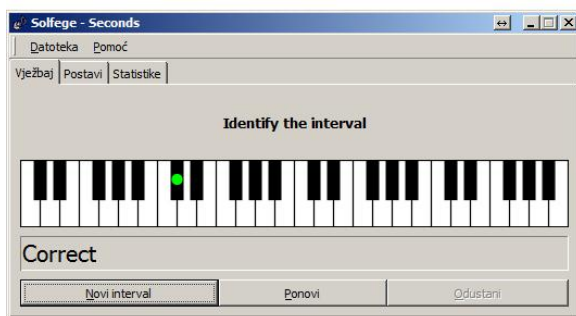 Solfege - Seconds
Datoteka Pomoć
Vježbaj Postavi Statistike
Identify the interval
Correct
Novi interval Ponovi Odustani